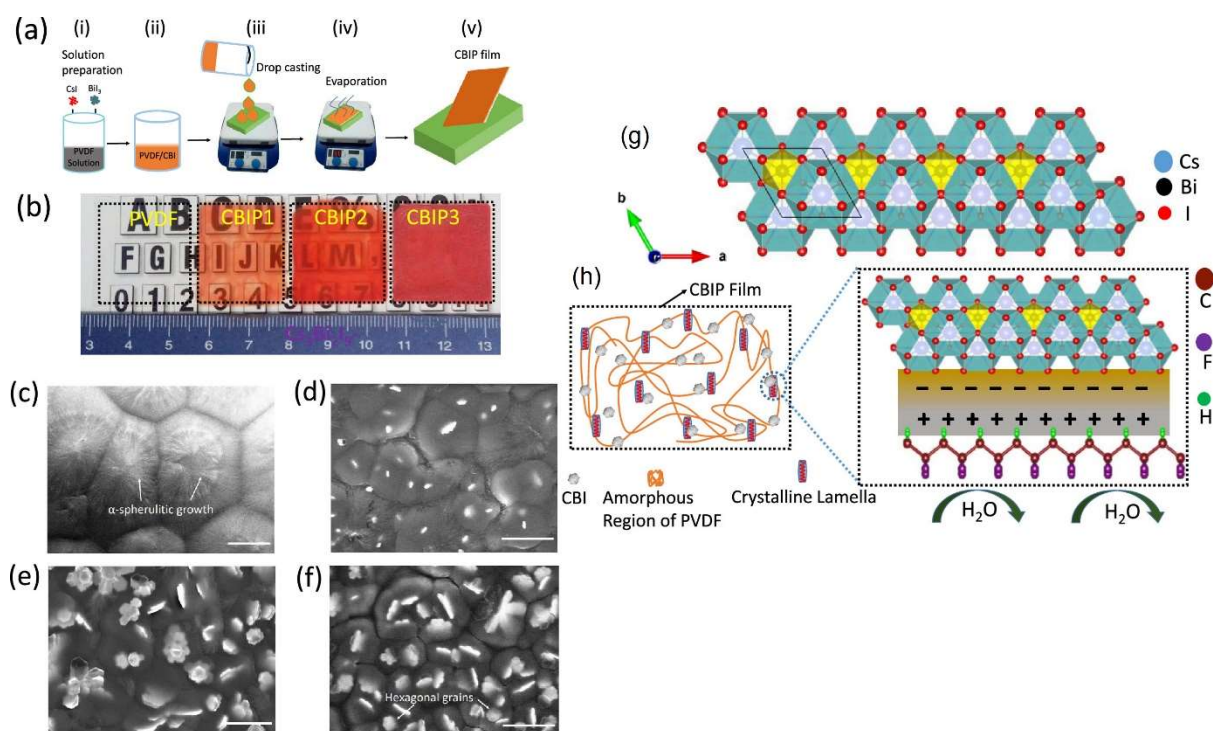 (a)
(i)
(ii)
(iii
(iv)
(v)
Solution
preparation
CsI
BiI₃
PVDF
Solution
PVDF/CBI
Drop casting
Evaporation
CBIP film
(b)
PVDF
CBIP1
CBIP2
CBIP3
A B C D E %
F G H I J K L M
0 1 2 3 4 5 6 7
3 4 5 6 7 8 9 10 11 12 13
(c)
α-spherulitic growth
(d)
(e)
(f)
Hexagonal grains
(g)
b
a
Cs
Bi
I
(h)
CBIP Film
CBI
Amorphous
Region of PVDF
Crystalline Lamella
− − − − − − − − −
+ + + + + + + + +
H₂O
H₂O
C
F
H